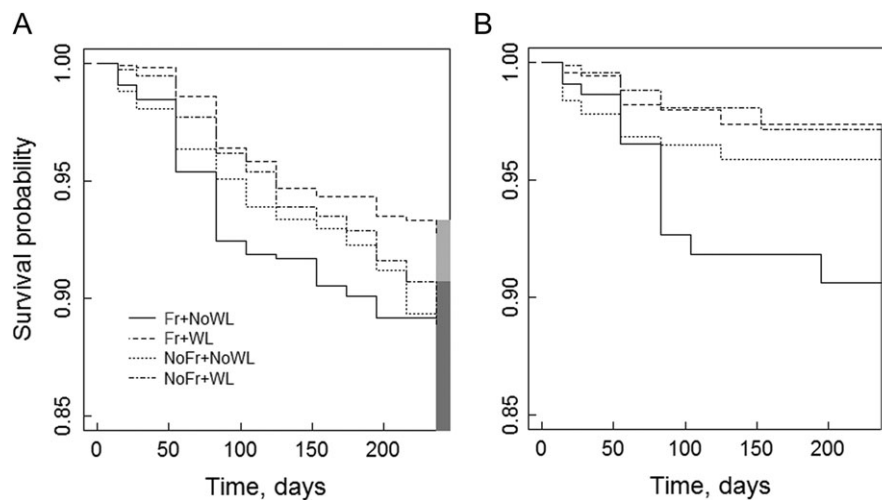 A
B
Survival probability
1.00
0.95
0.90
0.85
Fr+NoWL
Fr+WL
NoFr+NoWL
NoFr+WL
0 50 100 150 200
Time, days
1.00
0.95
0.90
0.85
0 50 100 150 200
Time, days